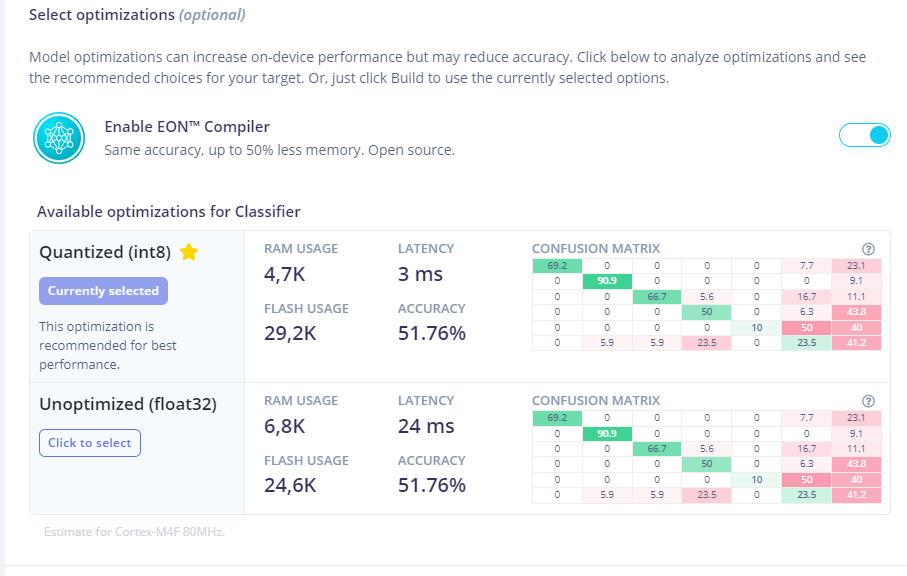 Select optimizations (optional)
Model optimizations can increase on-device performance but may reduce accuracy. Click below to analyze optimizations and see
the recommended choices for your target. Or, just click Build to use the currently selected options.
Enable EON™ Compiler
Same accuracy, up to 50% less memory. Open source.
Available optimizations for Classifier
Quantized (int8)
Currently selected
This optimization is
recommended for best
performance.
RAM USAGE
4,7K
LATENCY
3 ms
FLASH USAGE
29,2K
ACCURACY
51.76%
CONFUSION MATRIX ?
69.2 0 0 0 0 7.7 23.1
0 90.9 0 0 0 0 9.1
0 0 66.7 5.6 0 16.7 11.1
0 0 0 50 0 6.3 43.8
0 0 0 0 10 50 40
0 5.9 5.9 23.5 0 23.5 41.2
Unoptimized (float32)
Click to select
RAM USAGE
6,8K
LATENCY
24 ms
FLASH USAGE
24,6K
ACCURACY
51.76%
CONFUSION MATRIX ?
69.2 0 0 0 0 7.7 23.1
0 90.9 0 0 0 0 9.1
0 0 66.7 5.6 0 16.7 11.1
0 0 0 50 0 6.3 43.8
0 0 0 0 10 50 40
0 5.9 5.9 23.5 0 23.5 41.2
Estimate for Cortex-M4F 80MHz.